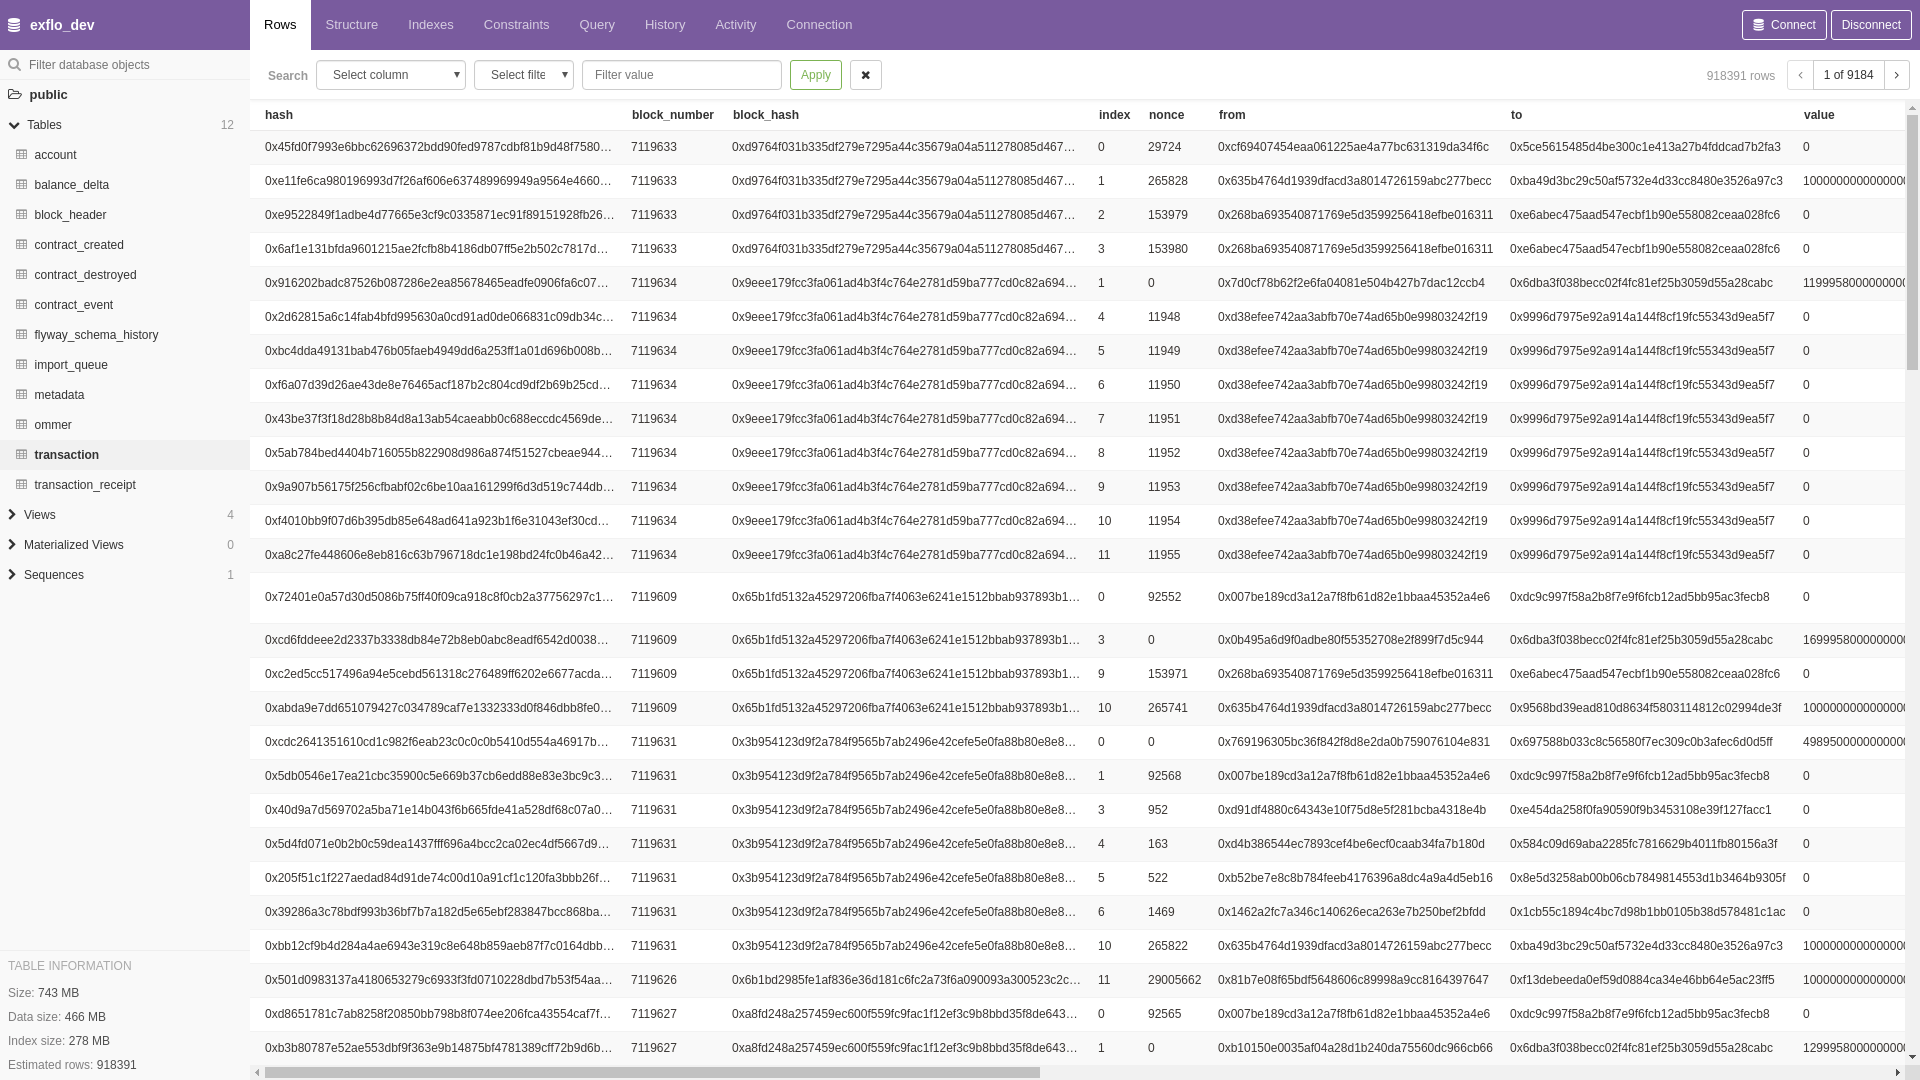 exflo_dev
Rows Structure Indexes Constraints Query History Activity Connection
Connect Disconnect
Filter database objects
Search Select column Select filte Filter value Apply ✖ 918391 rows ‹ 1 of 9184 ›
public
Tables 12
account
balance_delta
block_header
contract_created
contract_destroyed
contract_event
flyway_schema_history
import_queue
metadata
ommer
transaction
transaction_receipt
Views 4
Materialized Views 0
Sequences 1
TABLE INFORMATION
Size: 743 MB
Data size: 466 MB
Index size: 278 MB
Estimated rows: 918391
hash block_number block_hash index nonce from to value
0x45fd0f7993e6bbc62696372bdd90fed9787cdbf81b9d48f7580… 7119633 0xd9764f031b335df279e7295a44c35679a04a511278085d467… 0 29724 0xcf69407454eaa061225ae4a77bc631319da34f6c 0x5ce5615485d4be300c1e413a27b4fddcad7b2fa3 0
0xe11fe6ca980196993d7f26af606e637489969949a9564e4660… 7119633 0xd9764f031b335df279e7295a44c35679a04a511278085d467… 1 265828 0x635b4764d1939dfacd3a8014726159abc277becc 0xba49d3bc29c50af5732e4d33cc8480e3526a97c3 1000000000000000
0xe9522849f1adbe4d77665e3cf9c0335871ec91f89151928fb26… 7119633 0xd9764f031b335df279e7295a44c35679a04a511278085d467… 2 153979 0x268ba693540871769e5d3599256418efbe016311 0xe6abec475aad547ecbf1b90e558082ceaa028fc6 0
0x6af1e131bfda9601215ae2fcfb8b4186db07ff5e2b502c7817d… 7119633 0xd9764f031b335df279e7295a44c35679a04a511278085d467… 3 153980 0x268ba693540871769e5d3599256418efbe016311 0xe6abec475aad547ecbf1b90e558082ceaa028fc6 0
0x916202badc87526b087286e2ea85678465eadfe0906fa6c07… 7119634 0x9eee179fcc3fa061ad4b3f4c764e2781d59ba777cd0c82a694… 1 0 0x7d0cf78b62f2e6fa04081e504b427b7dac12ccb4 0x6dba3f038becc02f4fc81ef25b3059d55a28cabc 1199958000000000
0x2d62815a6c14fab4bfd995630a0cd91ad0de066831c09db34c… 7119634 0x9eee179fcc3fa061ad4b3f4c764e2781d59ba777cd0c82a694… 4 11948 0xd38efee742aa3abfb70e74ad65b0e99803242f19 0x9996d7975e92a914a144f8cf19fc55343d9ea5f7 0
0xbc4dda49131bab476b05faeb4949dd6a253ff1a01d696b008b… 7119634 0x9eee179fcc3fa061ad4b3f4c764e2781d59ba777cd0c82a694… 5 11949 0xd38efee742aa3abfb70e74ad65b0e99803242f19 0x9996d7975e92a914a144f8cf19fc55343d9ea5f7 0
0xf6a07d39d26ae43de8e76465acf187b2c804cd9df2b69b25cd… 7119634 0x9eee179fcc3fa061ad4b3f4c764e2781d59ba777cd0c82a694… 6 11950 0xd38efee742aa3abfb70e74ad65b0e99803242f19 0x9996d7975e92a914a144f8cf19fc55343d9ea5f7 0
0x43be37f3f18d28b8b84d8a13ab54caeabb0c688eccdc4569de… 7119634 0x9eee179fcc3fa061ad4b3f4c764e2781d59ba777cd0c82a694… 7 11951 0xd38efee742aa3abfb70e74ad65b0e99803242f19 0x9996d7975e92a914a144f8cf19fc55343d9ea5f7 0
0x5ab784bed4404b716055b822908d986a874f51527cbeae944… 7119634 0x9eee179fcc3fa061ad4b3f4c764e2781d59ba777cd0c82a694… 8 11952 0xd38efee742aa3abfb70e74ad65b0e99803242f19 0x9996d7975e92a914a144f8cf19fc55343d9ea5f7 0
0x9a907b56175f256cfbabf02c6be10aa161299f6d3d519c744db… 7119634 0x9eee179fcc3fa061ad4b3f4c764e2781d59ba777cd0c82a694… 9 11953 0xd38efee742aa3abfb70e74ad65b0e99803242f19 0x9996d7975e92a914a144f8cf19fc55343d9ea5f7 0
0xf4010bb9f07d6b395db85e648ad641a923b1f6e31043ef30cd… 7119634 0x9eee179fcc3fa061ad4b3f4c764e2781d59ba777cd0c82a694… 10 11954 0xd38efee742aa3abfb70e74ad65b0e99803242f19 0x9996d7975e92a914a144f8cf19fc55343d9ea5f7 0
0xa8c27fe448606e8eb816c63b796718dc1e198bd24fc0b46a42… 7119634 0x9eee179fcc3fa061ad4b3f4c764e2781d59ba777cd0c82a694… 11 11955 0xd38efee742aa3abfb70e74ad65b0e99803242f19 0x9996d7975e92a914a144f8cf19fc55343d9ea5f7 0
0x72401e0a57d30d5086b75ff40f09ca918c8f0cb2a37756297c1… 7119609 0x65b1fd5132a45297206fba7f4063e6241e1512bbab937893b1… 0 92552 0x007be189cd3a12a7f8fb61d82e1bbaa45352a4e6 0xdc9c997f58a2b8f7e9f6fcb12ad5bb95ac3fecb8 0
0xcd6fddeee2d2337b3338db84e72b8eb0abc8eadf6542d0038… 7119609 0x65b1fd5132a45297206fba7f4063e6241e1512bbab937893b1… 3 0 0x0b495a6d9f0adbe80f55352708e2f899f7d5c944 0x6dba3f038becc02f4fc81ef25b3059d55a28cabc 1699958000000000
0xc2ed5cc517496a94e5cebd561318c276489ff6202e6677acda… 7119609 0x65b1fd5132a45297206fba7f4063e6241e1512bbab937893b1… 9 153971 0x268ba693540871769e5d3599256418efbe016311 0xe6abec475aad547ecbf1b90e558082ceaa028fc6 0
0xabda9e7dd651079427c034789caf7e1332333d0f846dbb8fe0… 7119609 0x65b1fd5132a45297206fba7f4063e6241e1512bbab937893b1… 10 265741 0x635b4764d1939dfacd3a8014726159abc277becc 0x9568bd39ead810d8634f5803114812c02994de3f 1000000000000000
0xcdc2641351610cd1c982f6eab23c0c0c0b5410d554a46917b… 7119631 0x3b954123d9f2a784f9565b7ab2496e42cefe5e0fa88b80e8e8… 0 0 0x769196305bc36f842f8d8e2da0b759076104e831 0x697588b033c8c56580f7ec309c0b3afec6d0d5ff 4989500000000000
0x5db0546e17ea21cbc35900c5e669b37cb6edd88e83e3bc9c3… 7119631 0x3b954123d9f2a784f9565b7ab2496e42cefe5e0fa88b80e8e8… 1 92568 0x007be189cd3a12a7f8fb61d82e1bbaa45352a4e6 0xdc9c997f58a2b8f7e9f6fcb12ad5bb95ac3fecb8 0
0x40d9a7d569702a5ba71e14b043f6b665fde41a528df68c07a0… 7119631 0x3b954123d9f2a784f9565b7ab2496e42cefe5e0fa88b80e8e8… 3 952 0xd91df4880c64343e10f75d8e5f281bcba4318e4b 0xe454da258f0fa90590f9b3453108e39f127facc1 0
0x5d4fd071e0b2b0c59dea1437fff696a4bcc2ca02ec4df5667d9… 7119631 0x3b954123d9f2a784f9565b7ab2496e42cefe5e0fa88b80e8e8… 4 163 0xd4b386544ec7893cef4be6ecf0caab34fa7b180d 0x584c09d69aba2285fc7816629b4011fb80156a3f 0
0x205f51c1f227aedad84d91de74c00d10a91cf1c120fa3bbb26f… 7119631 0x3b954123d9f2a784f9565b7ab2496e42cefe5e0fa88b80e8e8… 5 522 0xb52be7e8c8b784feeb4176396a8dc4a9a4d5eb16 0x8e5d3258ab00b06cb7849814553d1b3464b9305f 0
0x39286a3c78bdf993b36bf7b7a182d5e65ebf283847bcc868ba… 7119631 0x3b954123d9f2a784f9565b7ab2496e42cefe5e0fa88b80e8e8… 6 1469 0x1462a2fc7a346c140626eca263e7b250bef2bfdd 0x1cb55c1894c4bc7d98b1bb0105b38d578481c1ac 0
0xbb12cf9b4d284a4ae6943e319c8e648b859aeb87f7c0164dbb… 7119631 0x3b954123d9f2a784f9565b7ab2496e42cefe5e0fa88b80e8e8… 10 265822 0x635b4764d1939dfacd3a8014726159abc277becc 0xba49d3bc29c50af5732e4d33cc8480e3526a97c3 1000000000000000
0x501d0983137a4180653279c6933f3fd0710228dbd7b53f54aa… 7119626 0x6b1bd2985fe1af836e36d181c6fc2a73f6a090093a300523c2c… 11 29005662 0x81b7e08f65bdf5648606c89998a9cc8164397647 0xf13debeeda0ef59d0884ca34e46bb64e5ac23ff5 1000000000000000
0xd8651781c7ab8258f20850bb798b8f074ee206fca43554caf7f… 7119627 0xa8fd248a257459ec600f559fc9fac1f12ef3c9b8bbd35f8de643… 0 92565 0x007be189cd3a12a7f8fb61d82e1bbaa45352a4e6 0xdc9c997f58a2b8f7e9f6fcb12ad5bb95ac3fecb8 0
0xb3b80787e52ae553dbf9f363e9b14875bf4781389cff72b9d6b… 7119627 0xa8fd248a257459ec600f559fc9fac1f12ef3c9b8bbd35f8de643… 1 0 0xb10150e0035af04a28d1b240da75560dc966cb66 0x6dba3f038becc02f4fc81ef25b3059d55a28cabc 1299958000000000